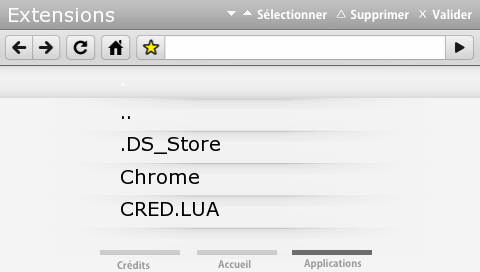 Extensions Sélectionner △ Supprimer X Valider
.
..
.DS_Store
Chrome
CRED.LUA
Crédits Accueil Applications